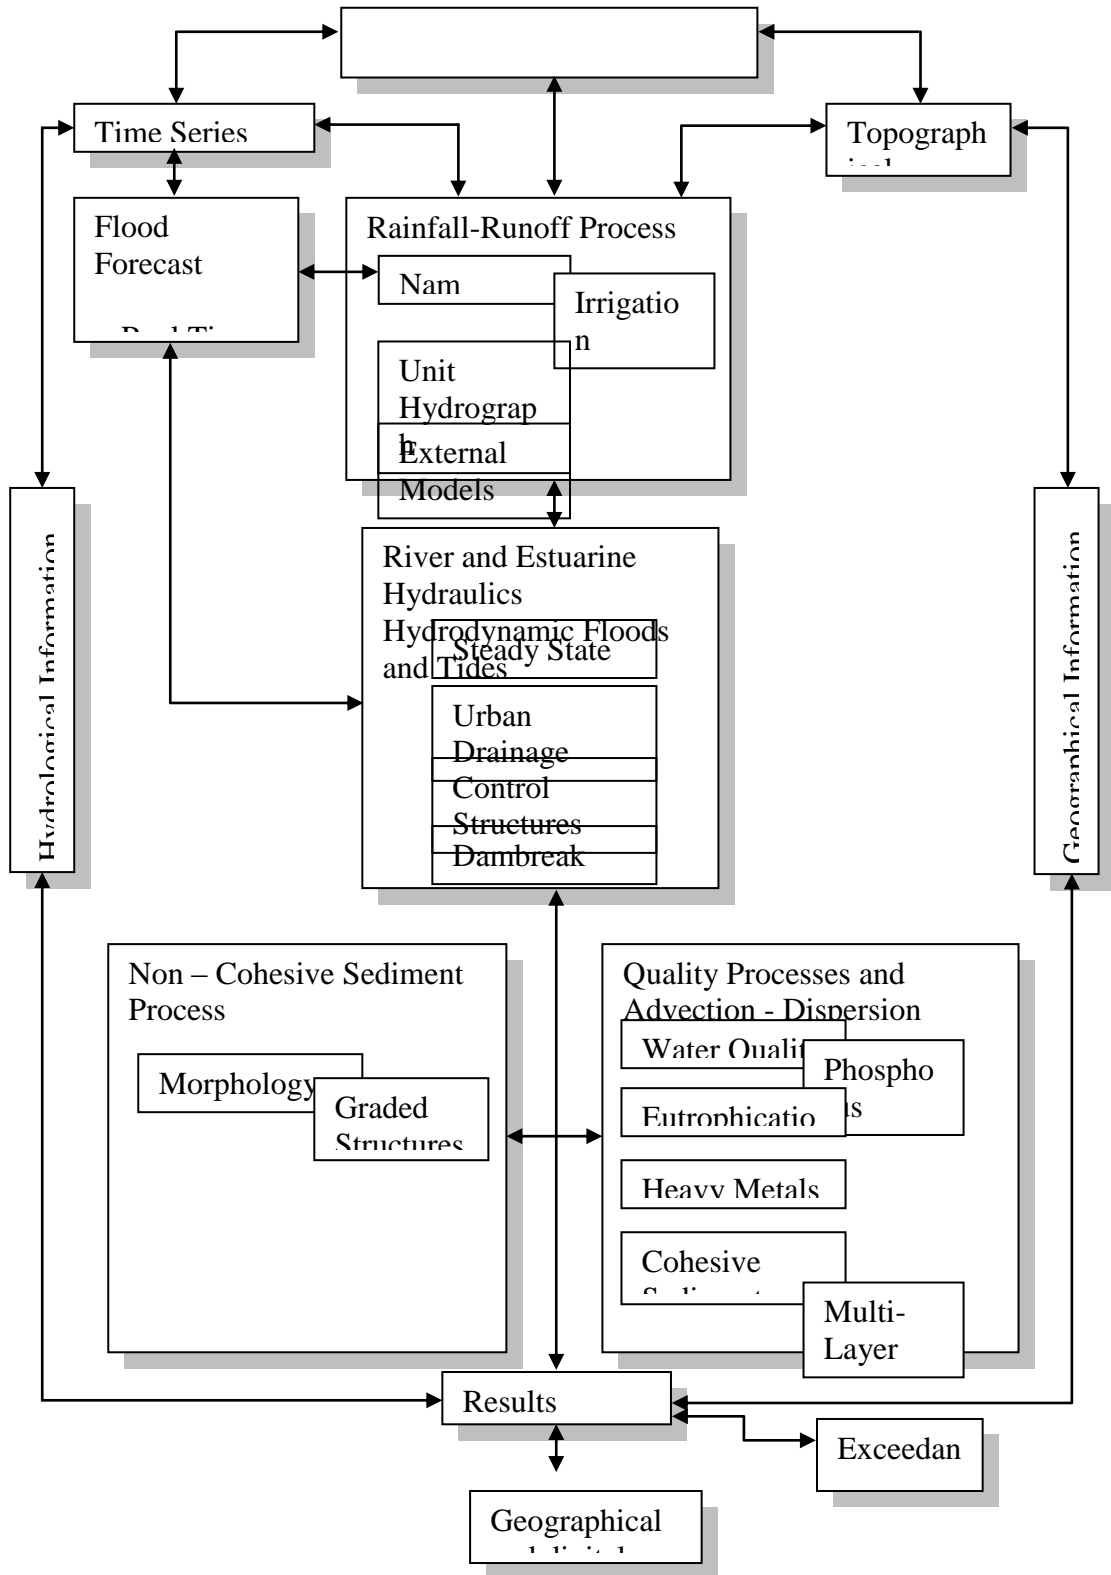 Time Series
Topograph
Flood
Forecast
Rainfall-Runoff Process
Nam
Irrigatio
n
Unit
Hydrograp
h
External
Models
River and Estuarine
Hydraulics
Hydrodynamic Floods
and Tides
Steady State
Urban
Drainage
Control
Structures
Dambreak
Hydrological Information
Geographical Information
Non – Cohesive Sediment
Process
Morphology
Graded
Structures
Quality Processes and
Advection - Dispersion
Water Qualit
Phospho
us
Eutrophicatio
Heavy Metals
Cohesive
Multi-
Layer
Results
Exceedan
Geographical